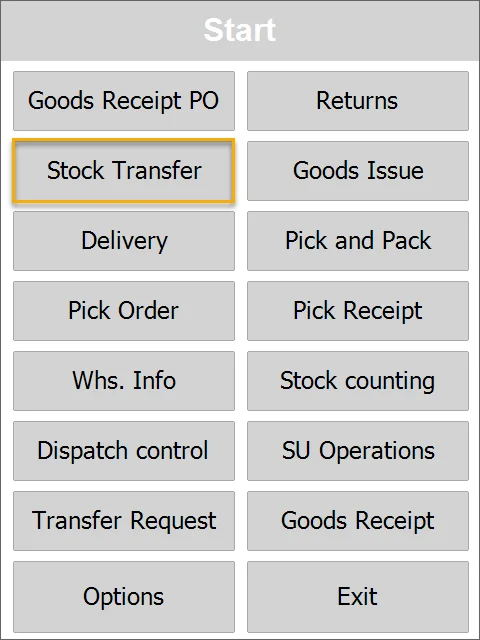 Start
Goods Receipt PO
Returns
Stock Transfer
Goods Issue
Delivery
Pick and Pack
Pick Order
Pick Receipt
Whs. Info
Stock counting
Dispatch control
SU Operations
Transfer Request
Goods Receipt
Options
Exit